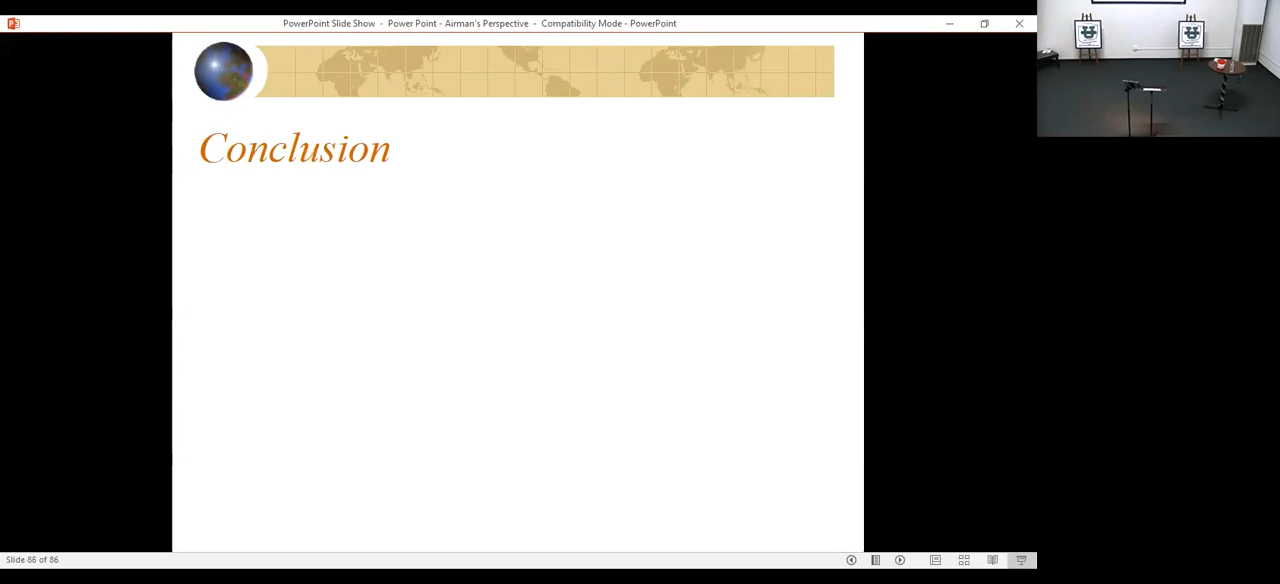 PowerPoint Slide Show - Power Point - Airman's Perspective - Compatibility Mode - PowerPoint
Conclusion
Slide 86 of 86